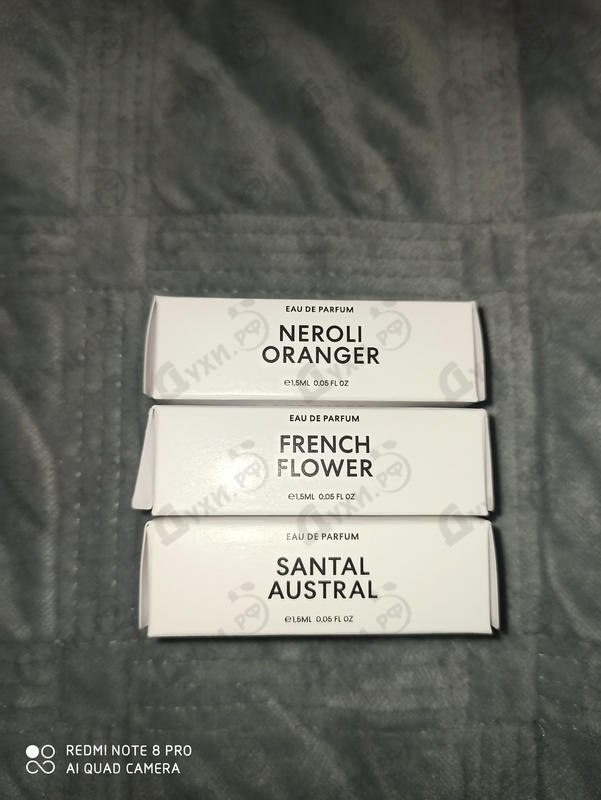 EAU DE PARFUM
NEROLI
ORANGER
℮1,5ML 0,05 FL OZ
EAU DE PARFUM
FRENCH
FLOWER
℮1,5ML 0,05 FL OZ
EAU DE PARFUM
SANTAL
AUSTRAL
℮1,5ML 0,05 FL OZ
Духи.РФ
REDMI NOTE 8 PRO
AI QUAD CAMERA